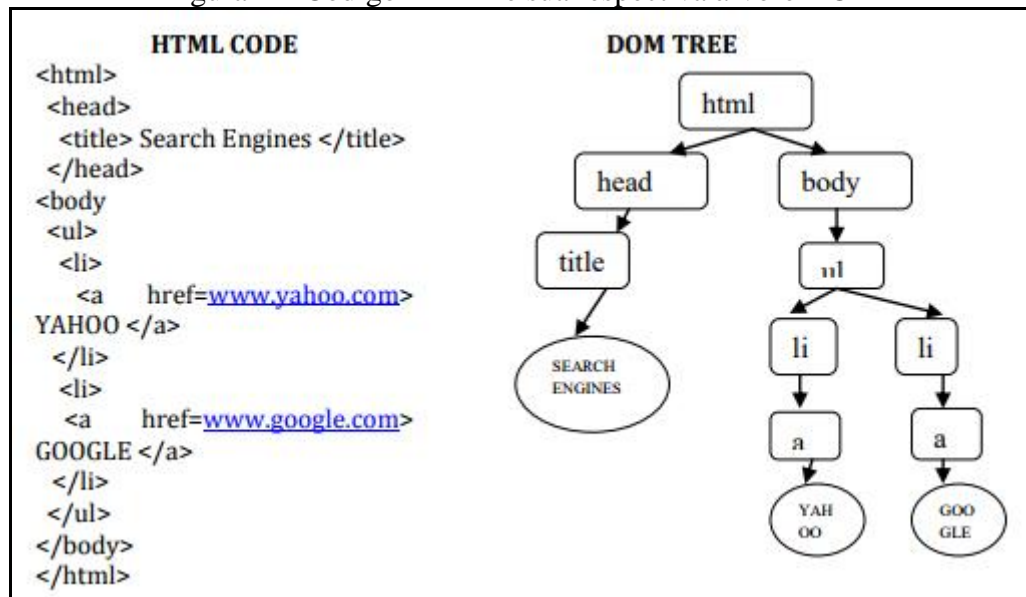 HTML CODE
<html>
<head>
<title> Search Engines </title>
</head>
<body
<ul>
<li>
<a href=www.yahoo.com>
YAHOO </a>
</li>
<li>
<a href=www.google.com>
GOOGLE </a>
</li>
</ul>
</body>
</html>
DOM TREE
html
head body
title ul
li li
SEARCH
ENGINES
a a
YAH
OO
GOO
GLE